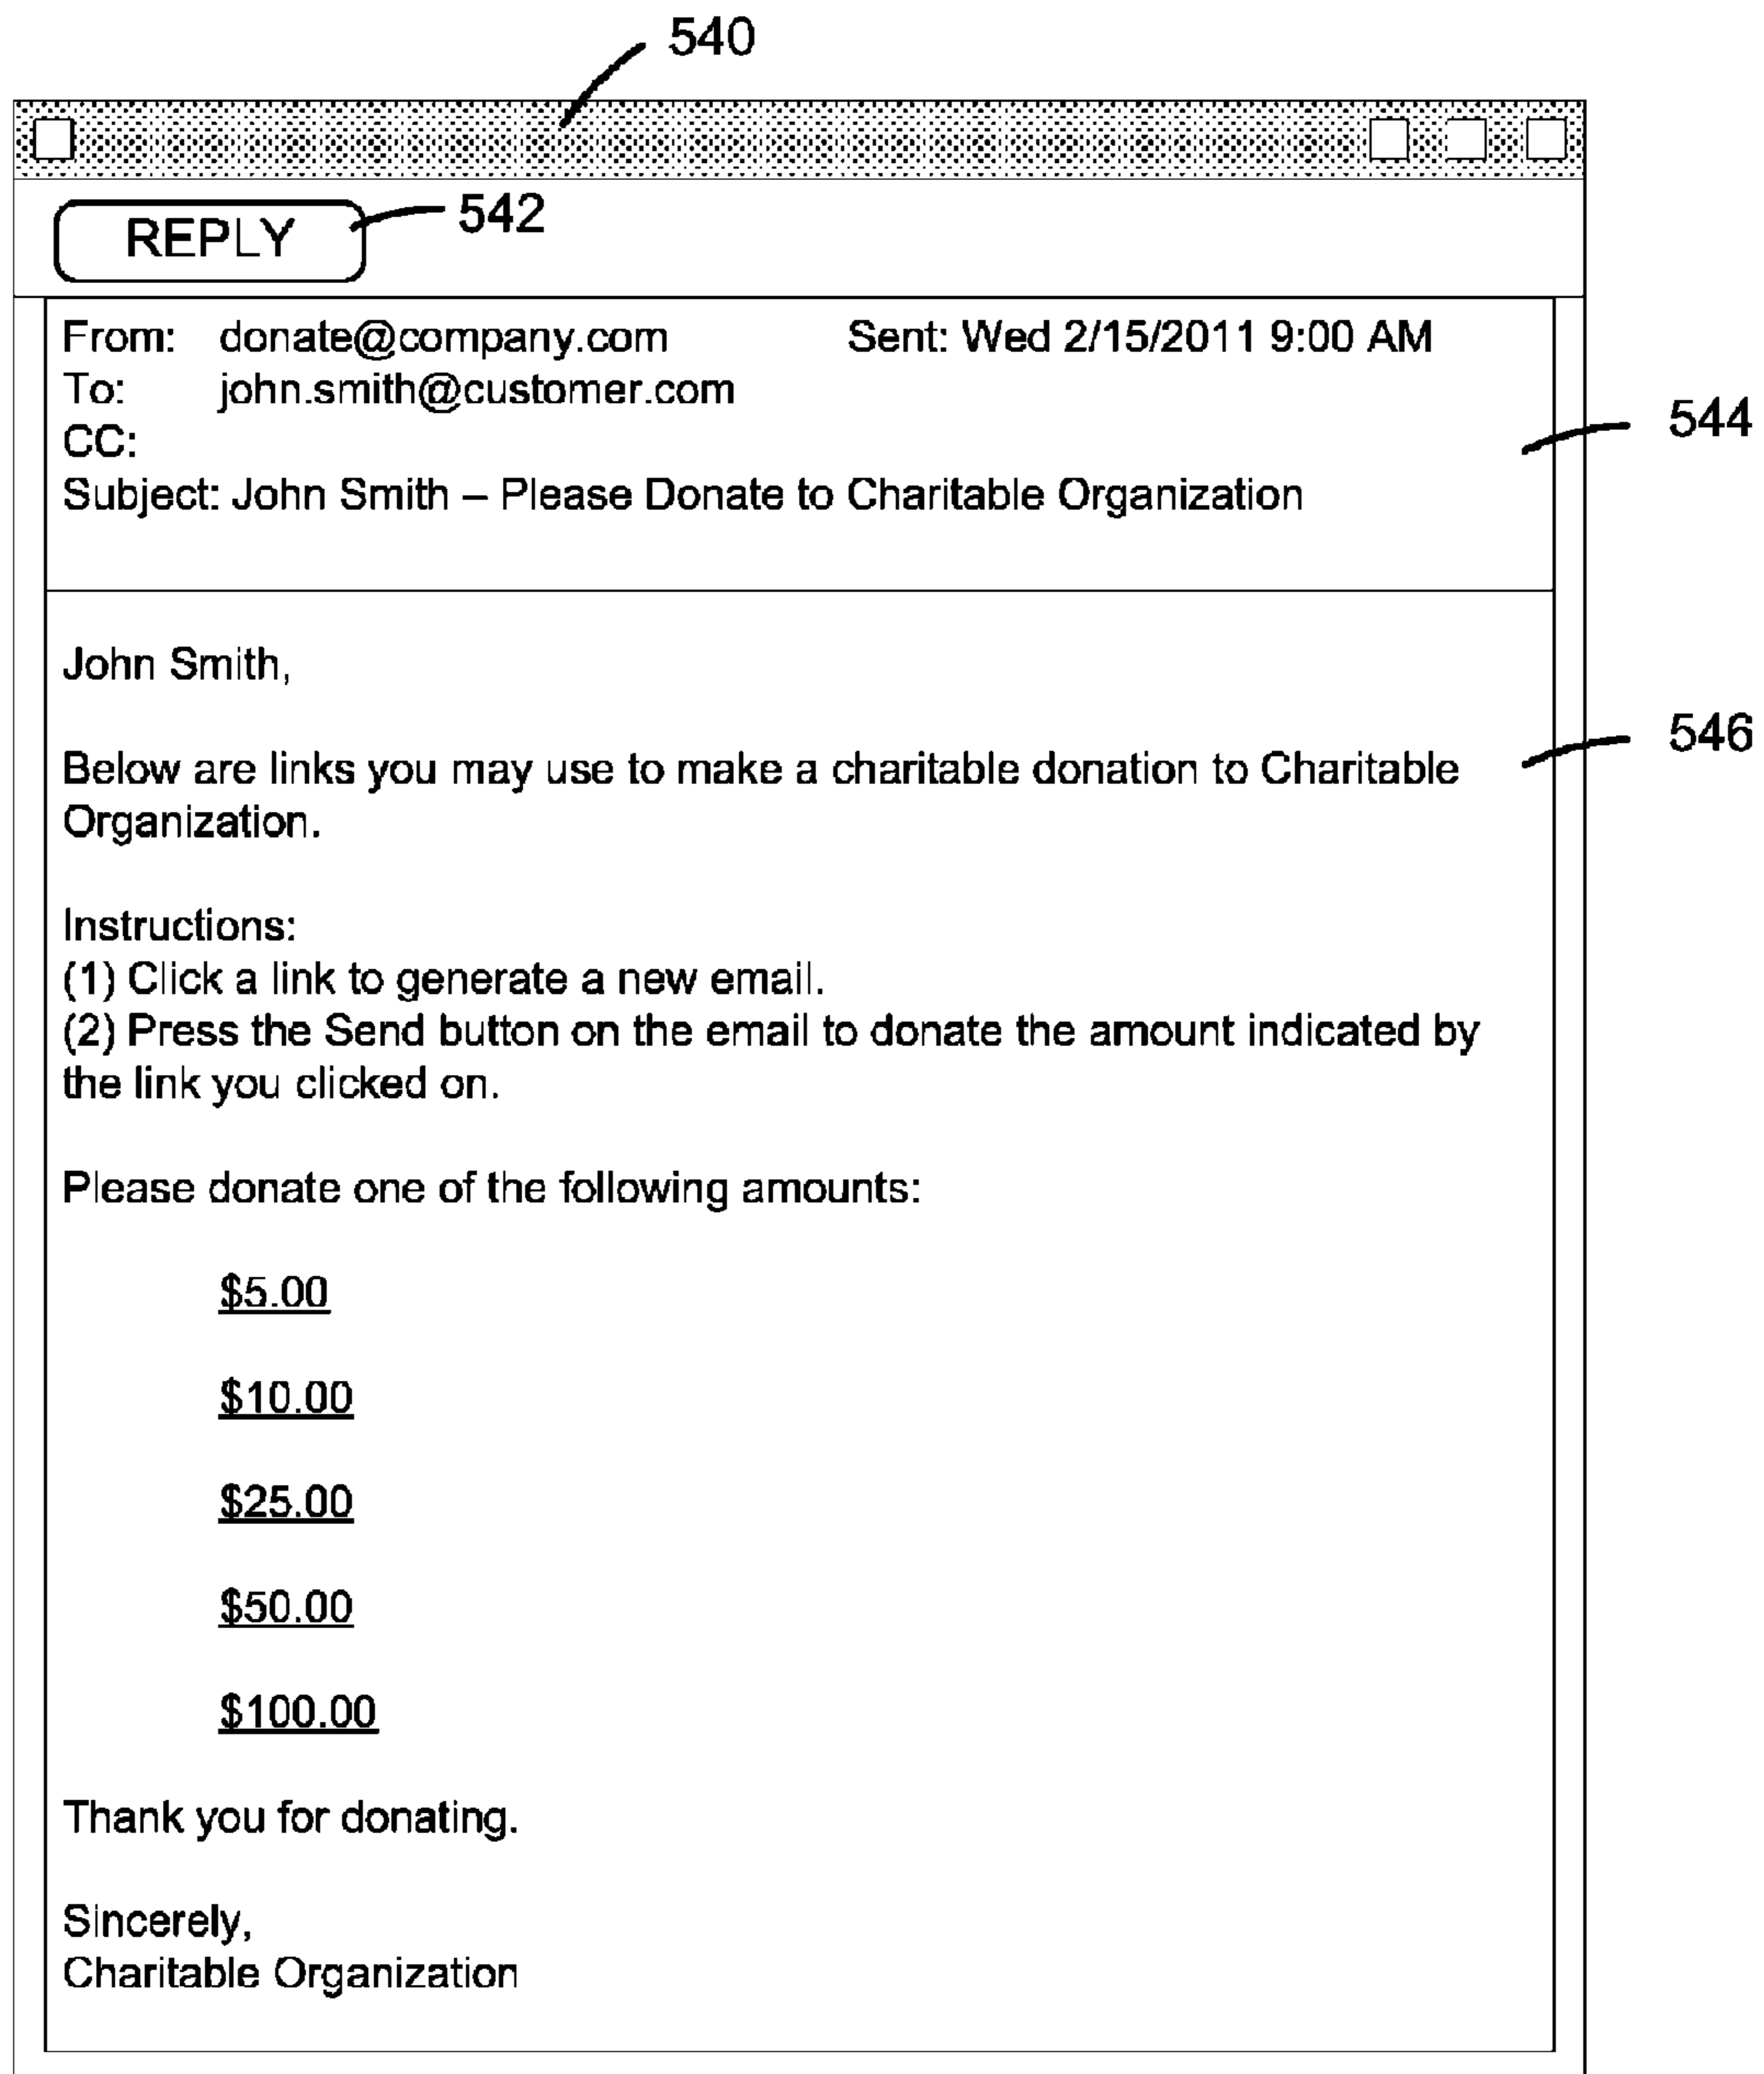 540
REPLY 542
From: donate@company.com Sent: Wed 2/15/2011 9:00 AM
To: john.smith@customer.com
CC:
544
Subject: John Smith – Please Donate to Charitable Organization
John Smith,
546
Below are links you may use to make a charitable donation to Charitable
Organization.
Instructions:
(1) Click a link to generate a new email.
(2) Press the Send button on the email to donate the amount indicated by
the link you clicked on.
Please donate one of the following amounts:
$5.00
$10.00
$25.00
$50.00
$100.00
Thank you for donating.
Sincerely,
Charitable Organization